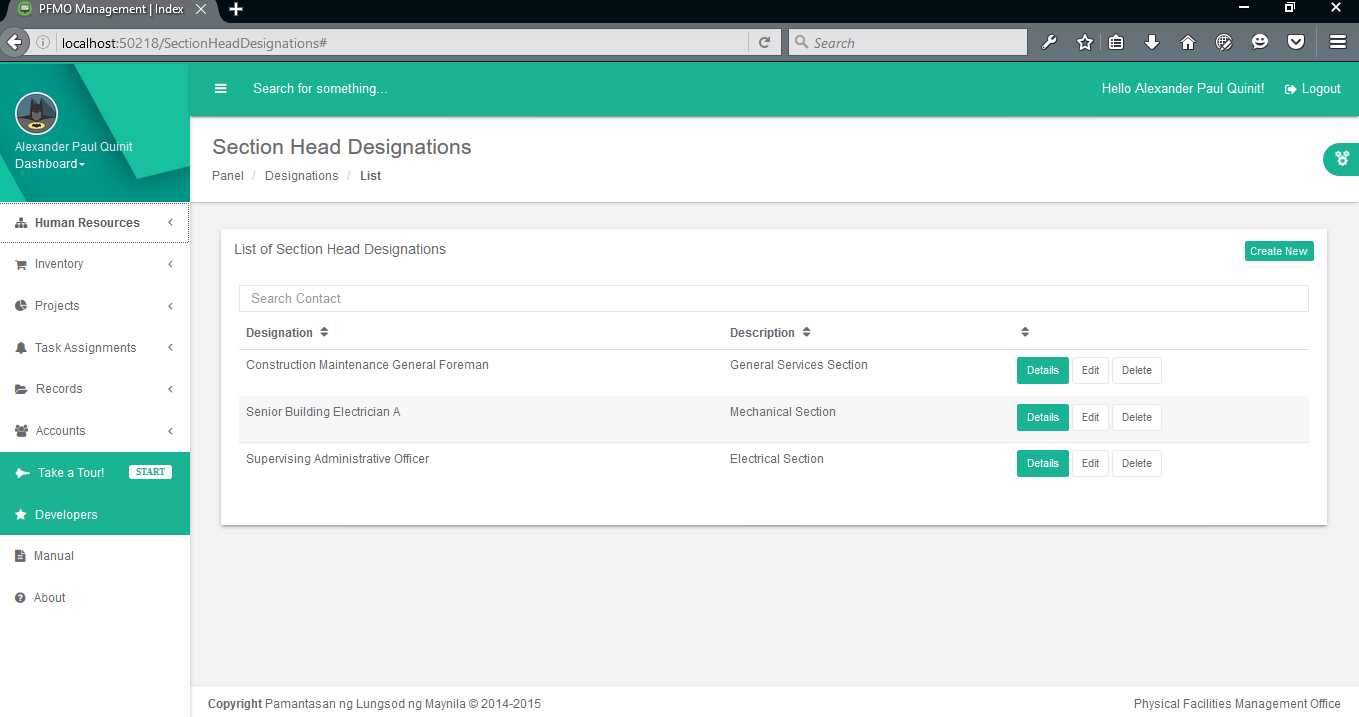 PFMO Management | Index
localhost:50218/SectionHeadDesignations#
Search
Alexander Paul Quinit
Dashboard
Search for something...
Hello Alexander Paul Quinit!
Logout
Section Head Designations
Panel / Designations / List
Human Resources
Inventory
Projects
Task Assignments
Records
Accounts
Take a Tour! START
Developers
Manual
About
List of Section Head Designations
Create New
Search Contact
Designation Description
Construction Maintenance General Foreman General Services Section Details Edit Delete
Senior Building Electrician A Mechanical Section Details Edit Delete
Supervising Administrative Officer Electrical Section Details Edit Delete
Copyright Pamantasan ng Lungsod ng Maynila © 2014-2015
Physical Facilities Management Office